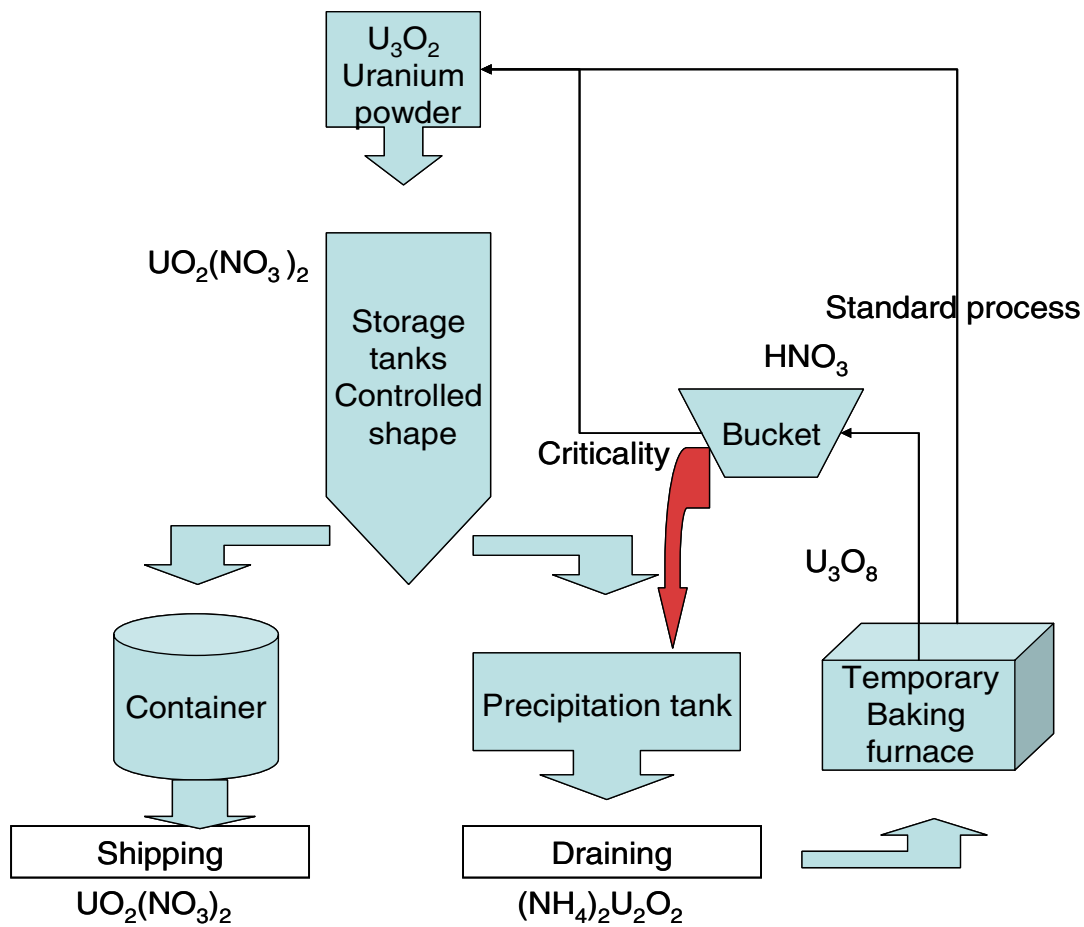 U₃O₂
Uranium
powder
UO₂(NO₃)₂
Storage
tanks
Controlled
shape
Standard process
HNO₃
Bucket
Criticality
U₃O₈
Container
Precipitation tank
Temporary
Baking
furnace
Shipping
Draining
UO₂(NO₃)₂
(NH₄)₂U₂O₂